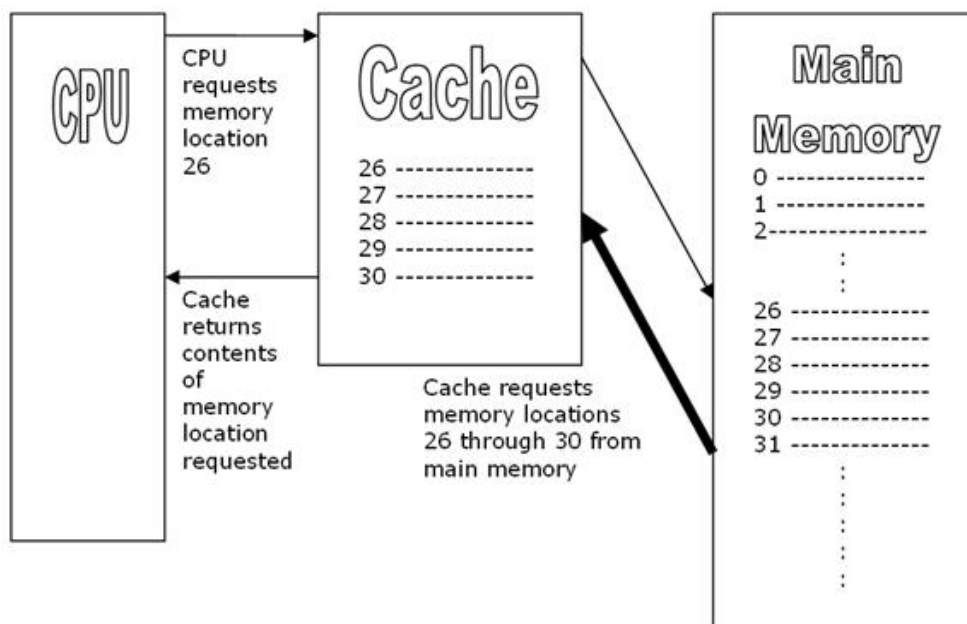 CPU
CPU
requests
memory
location
26
Cache
returns
contents
of
memory
location
requested
Cache
26 --------------
27 --------------
28 --------------
29 --------------
30 --------------
Cache requests
memory locations
26 through 30 from
main memory
Main
Memory
0 ---------------
1 ---------------
2----------------
:
:
26 --------------
27 --------------
28 --------------
29 --------------
30 --------------
31 --------------
:
:
:
:
: